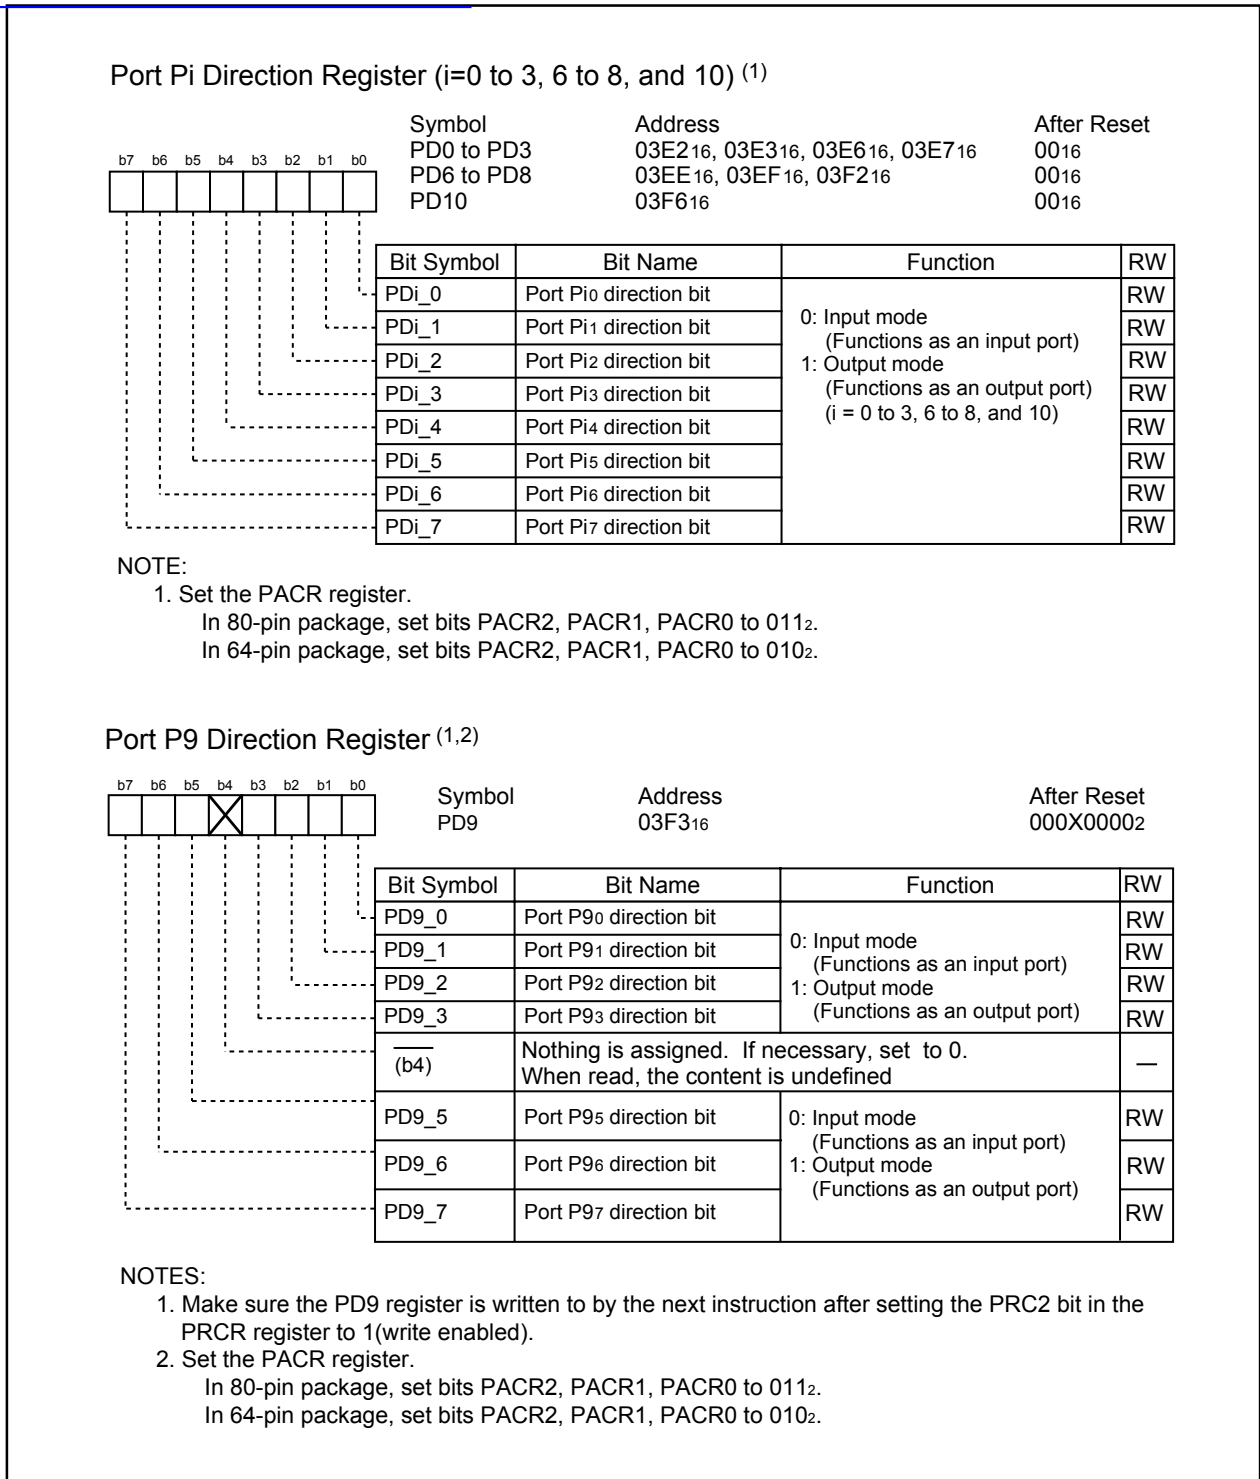 Port Pi Direction Register (i=0 to 3, 6 to 8, and 10) (1)
Symbol Address After Reset
PD0 to PD3 03E216, 03E316, 03E616, 03E716 0016
PD6 to PD8 03EE16, 03EF16, 03F216 0016
PD10 03F616 0016
b7 b6 b5 b4 b3 b2 b1 b0
Bit Symbol Bit Name Function RW
PDi_0 Port Pi0 direction bit RW
PDi_1 Port Pi1 direction bit RW
PDi_2 Port Pi2 direction bit RW
PDi_3 Port Pi3 direction bit RW
PDi_4 Port Pi4 direction bit RW
PDi_5 Port Pi5 direction bit RW
PDi_6 Port Pi6 direction bit RW
PDi_7 Port Pi7 direction bit RW
0: Input mode
(Functions as an input port)
1: Output mode
(Functions as an output port)
(i = 0 to 3, 6 to 8, and 10)
NOTE:
1. Set the PACR register.
In 80-pin package, set bits PACR2, PACR1, PACR0 to 0112.
In 64-pin package, set bits PACR2, PACR1, PACR0 to 0102.
Port P9 Direction Register (1,2)
b7 b6 b5 b4 b3 b2 b1 b0
Symbol Address After Reset
PD9 03F316 000X00002
Bit Symbol Bit Name Function RW
PD9_0 Port P90 direction bit RW
PD9_1 Port P91 direction bit RW
PD9_2 Port P92 direction bit RW
PD9_3 Port P93 direction bit RW
0: Input mode
(Functions as an input port)
1: Output mode
(Functions as an output port)
(b4) Nothing is assigned. If necessary, set to 0. —
When read, the content is undefined
PD9_5 Port P95 direction bit RW
PD9_6 Port P96 direction bit RW
PD9_7 Port P97 direction bit RW
0: Input mode
(Functions as an input port)
1: Output mode
(Functions as an output port)
NOTES:
1. Make sure the PD9 register is written to by the next instruction after setting the PRC2 bit in the
PRCR register to 1(write enabled).
2. Set the PACR register.
In 80-pin package, set bits PACR2, PACR1, PACR0 to 0112.
In 64-pin package, set bits PACR2, PACR1, PACR0 to 0102.